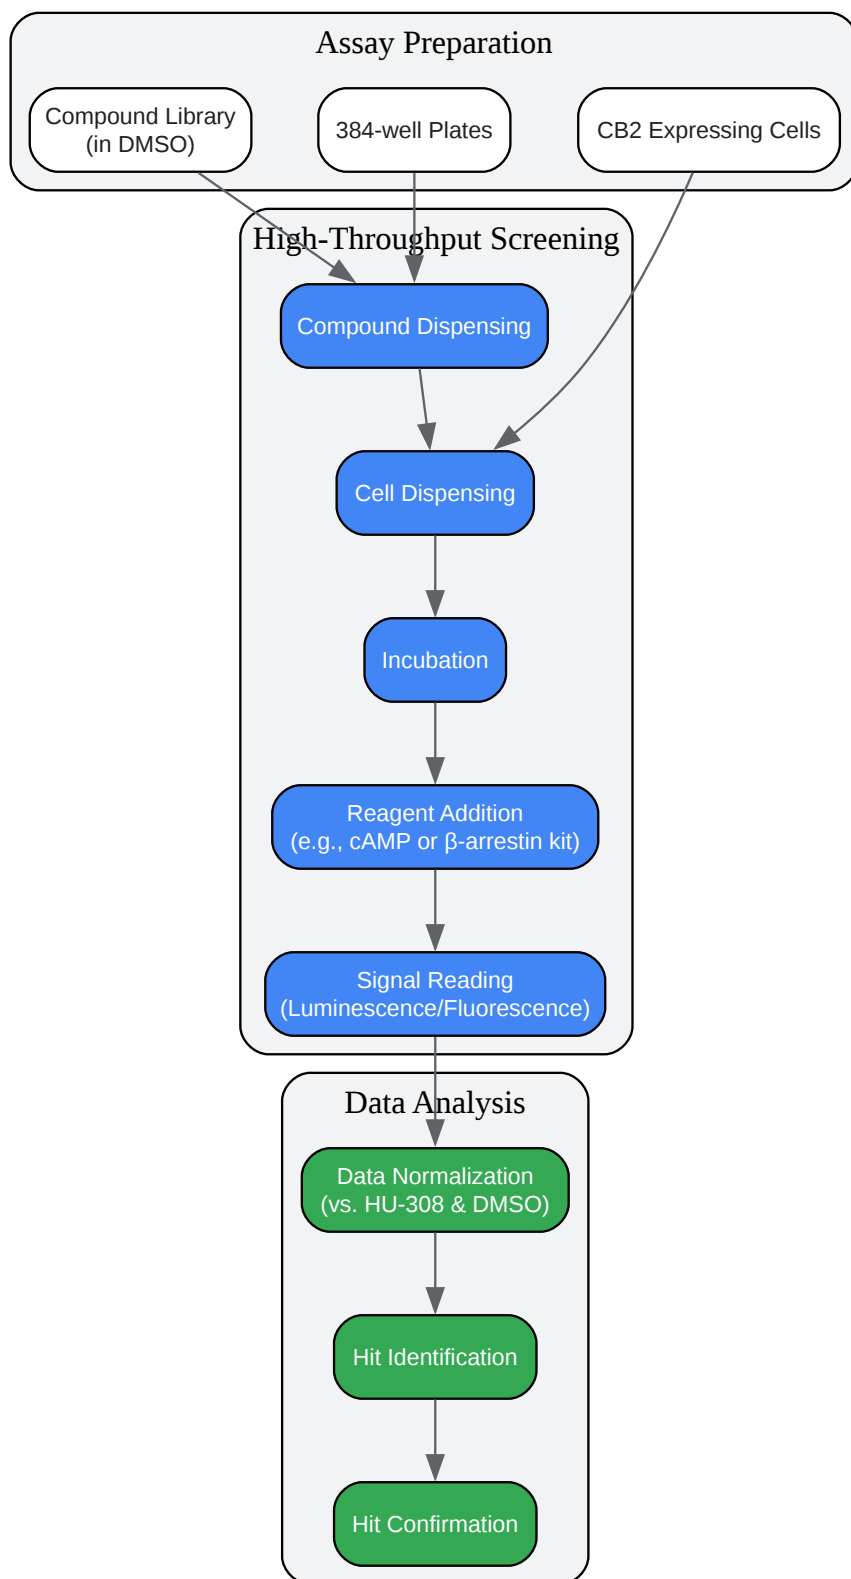 Assay Preparation
Compound Library
(in DMSO)
384-well Plates
CB2 Expressing Cells
High-Throughput Screening
Compound Dispensing
Cell Dispensing
Incubation
Reagent Addition
(e.g., cAMP or β-arrestin kit)
Signal Reading
(Luminescence/Fluorescence)
Data Analysis
Data Normalization
(vs. HU-308 & DMSO)
Hit Identification
Hit Confirmation